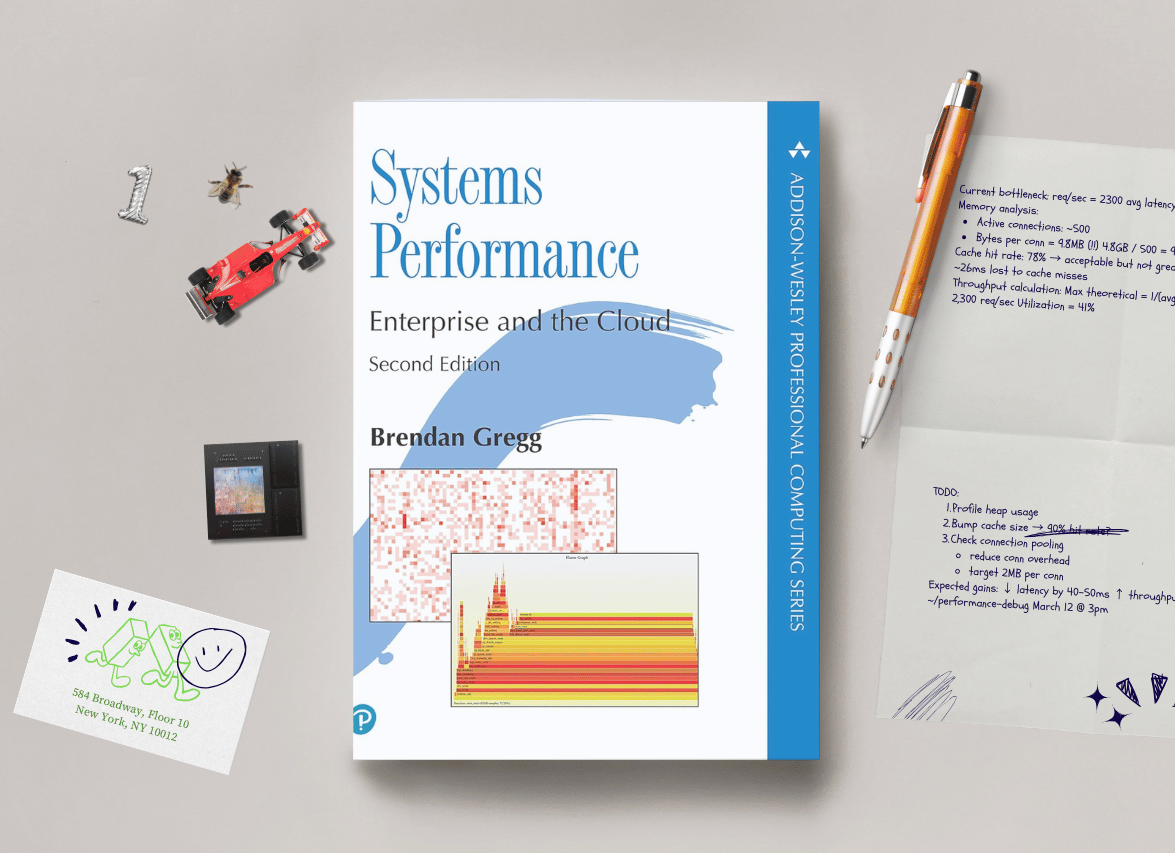 1
Systems
Performance
Enterprise and the Cloud
Second Edition
Brendan Gregg
Flame Graph
ADDISON-WESLEY PROFESSIONAL COMPUTING SERIES
P
584 Broadway, Floor 10
New York, NY 10012
Current bottleneck: req/sec = 2300 avg latency
Memory analysis:
• Active connections: ~500
• Bytes per conn = 9.8MB (!!) 4.8GB / 500 = 9
Cache hit rate: 78% → acceptable but not grea
~26ms lost to cache misses
Throughput calculation: Max theoretical = 1/(avg
2,300 req/sec Utilization = 41%
TODO:
1.Profile heap usage
2.Bump cache size → 90% hit rate?
3.Check connection pooling
○ reduce conn overhead
○ target 2MB per conn
Expected gains: ↓ latency by 40-50ms ↑ throughpu
~/performance-debug March 12 @ 3pm